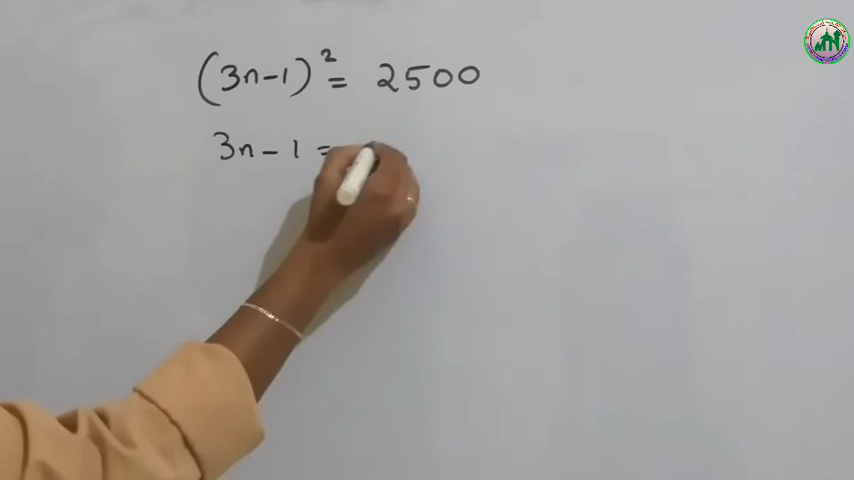 (3n-1)² = 2500
3n - 1 =